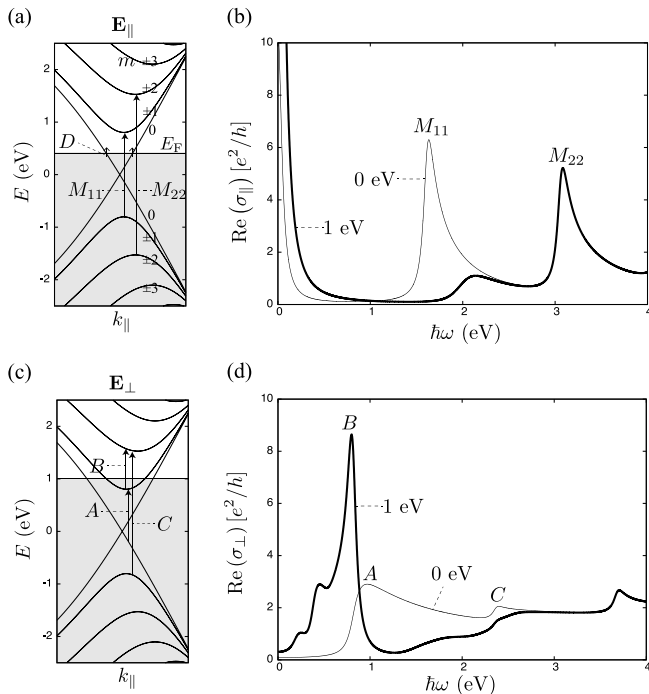 (a)
E∥
E (eV)
2
1
0
-1
-2
m ±3
±2
±1
0
D
E_F
M₁₁
M₂₂
0
±1
±2
±3
k∥
(b)
Re (σ∥) [e²/h]
10
8
6
4
2
0
M₁₁
M₂₂
0 eV
1 eV
0 1 2 3 4
ħω (eV)
(c)
E⊥
E (eV)
2
1
0
-1
-2
B
A
C
k∥
(d)
Re (σ⊥) [e²/h]
10
8
6
4
2
0
B
1 eV
A
0 eV
C
0 1 2 3 4
ħω (eV)